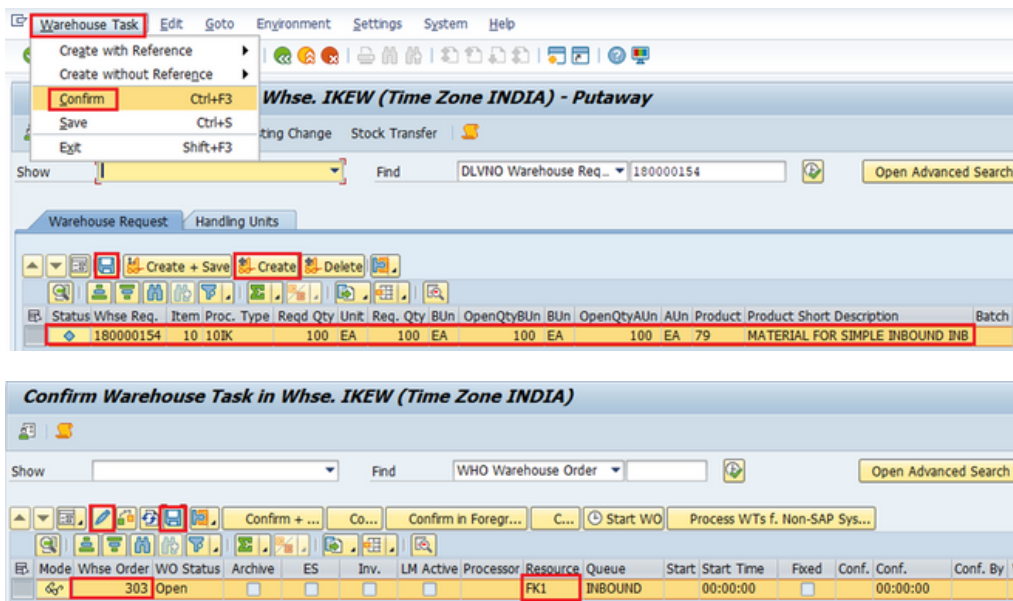 Warehouse Task Edit Goto Environment Settings System Help
Create with Reference
Create without Reference
Confirm Ctrl+F3
Whse. IKEW (Time Zone INDIA) - Putaway
Save Ctrl+S
ting Change Stock Transfer
Exit Shift+F3
Show Find DLVNO Warehouse Req... 180000154 Open Advanced Search
Warehouse Request Handling Units
Create + Save Create Delete
Status Whse Req. Item Proc. Type Reqd Qty Unit Req. Qty BUn OpenQtyBUn BUn OpenQtyAUn AUn Product Product Short Description Batch
180000154 10 10IK 100 EA 100 EA 100 EA 100 EA 79 MATERIAL FOR SIMPLE INBOUND INB
Confirm Warehouse Task in Whse. IKEW (Time Zone INDIA)
Show Find WHO Warehouse Order Open Advanced Search
Confirm + ... Co... Confirm in Foregr... C... Start WO Process WTs f. Non-SAP Sys...
Mode Whse Order WO Status Archive ES Inv. LM Active Processor Resource Queue Start Start Time Fixed Conf. Conf. Conf. By
303 Open FK1 INBOUND 00:00:00 00:00:00